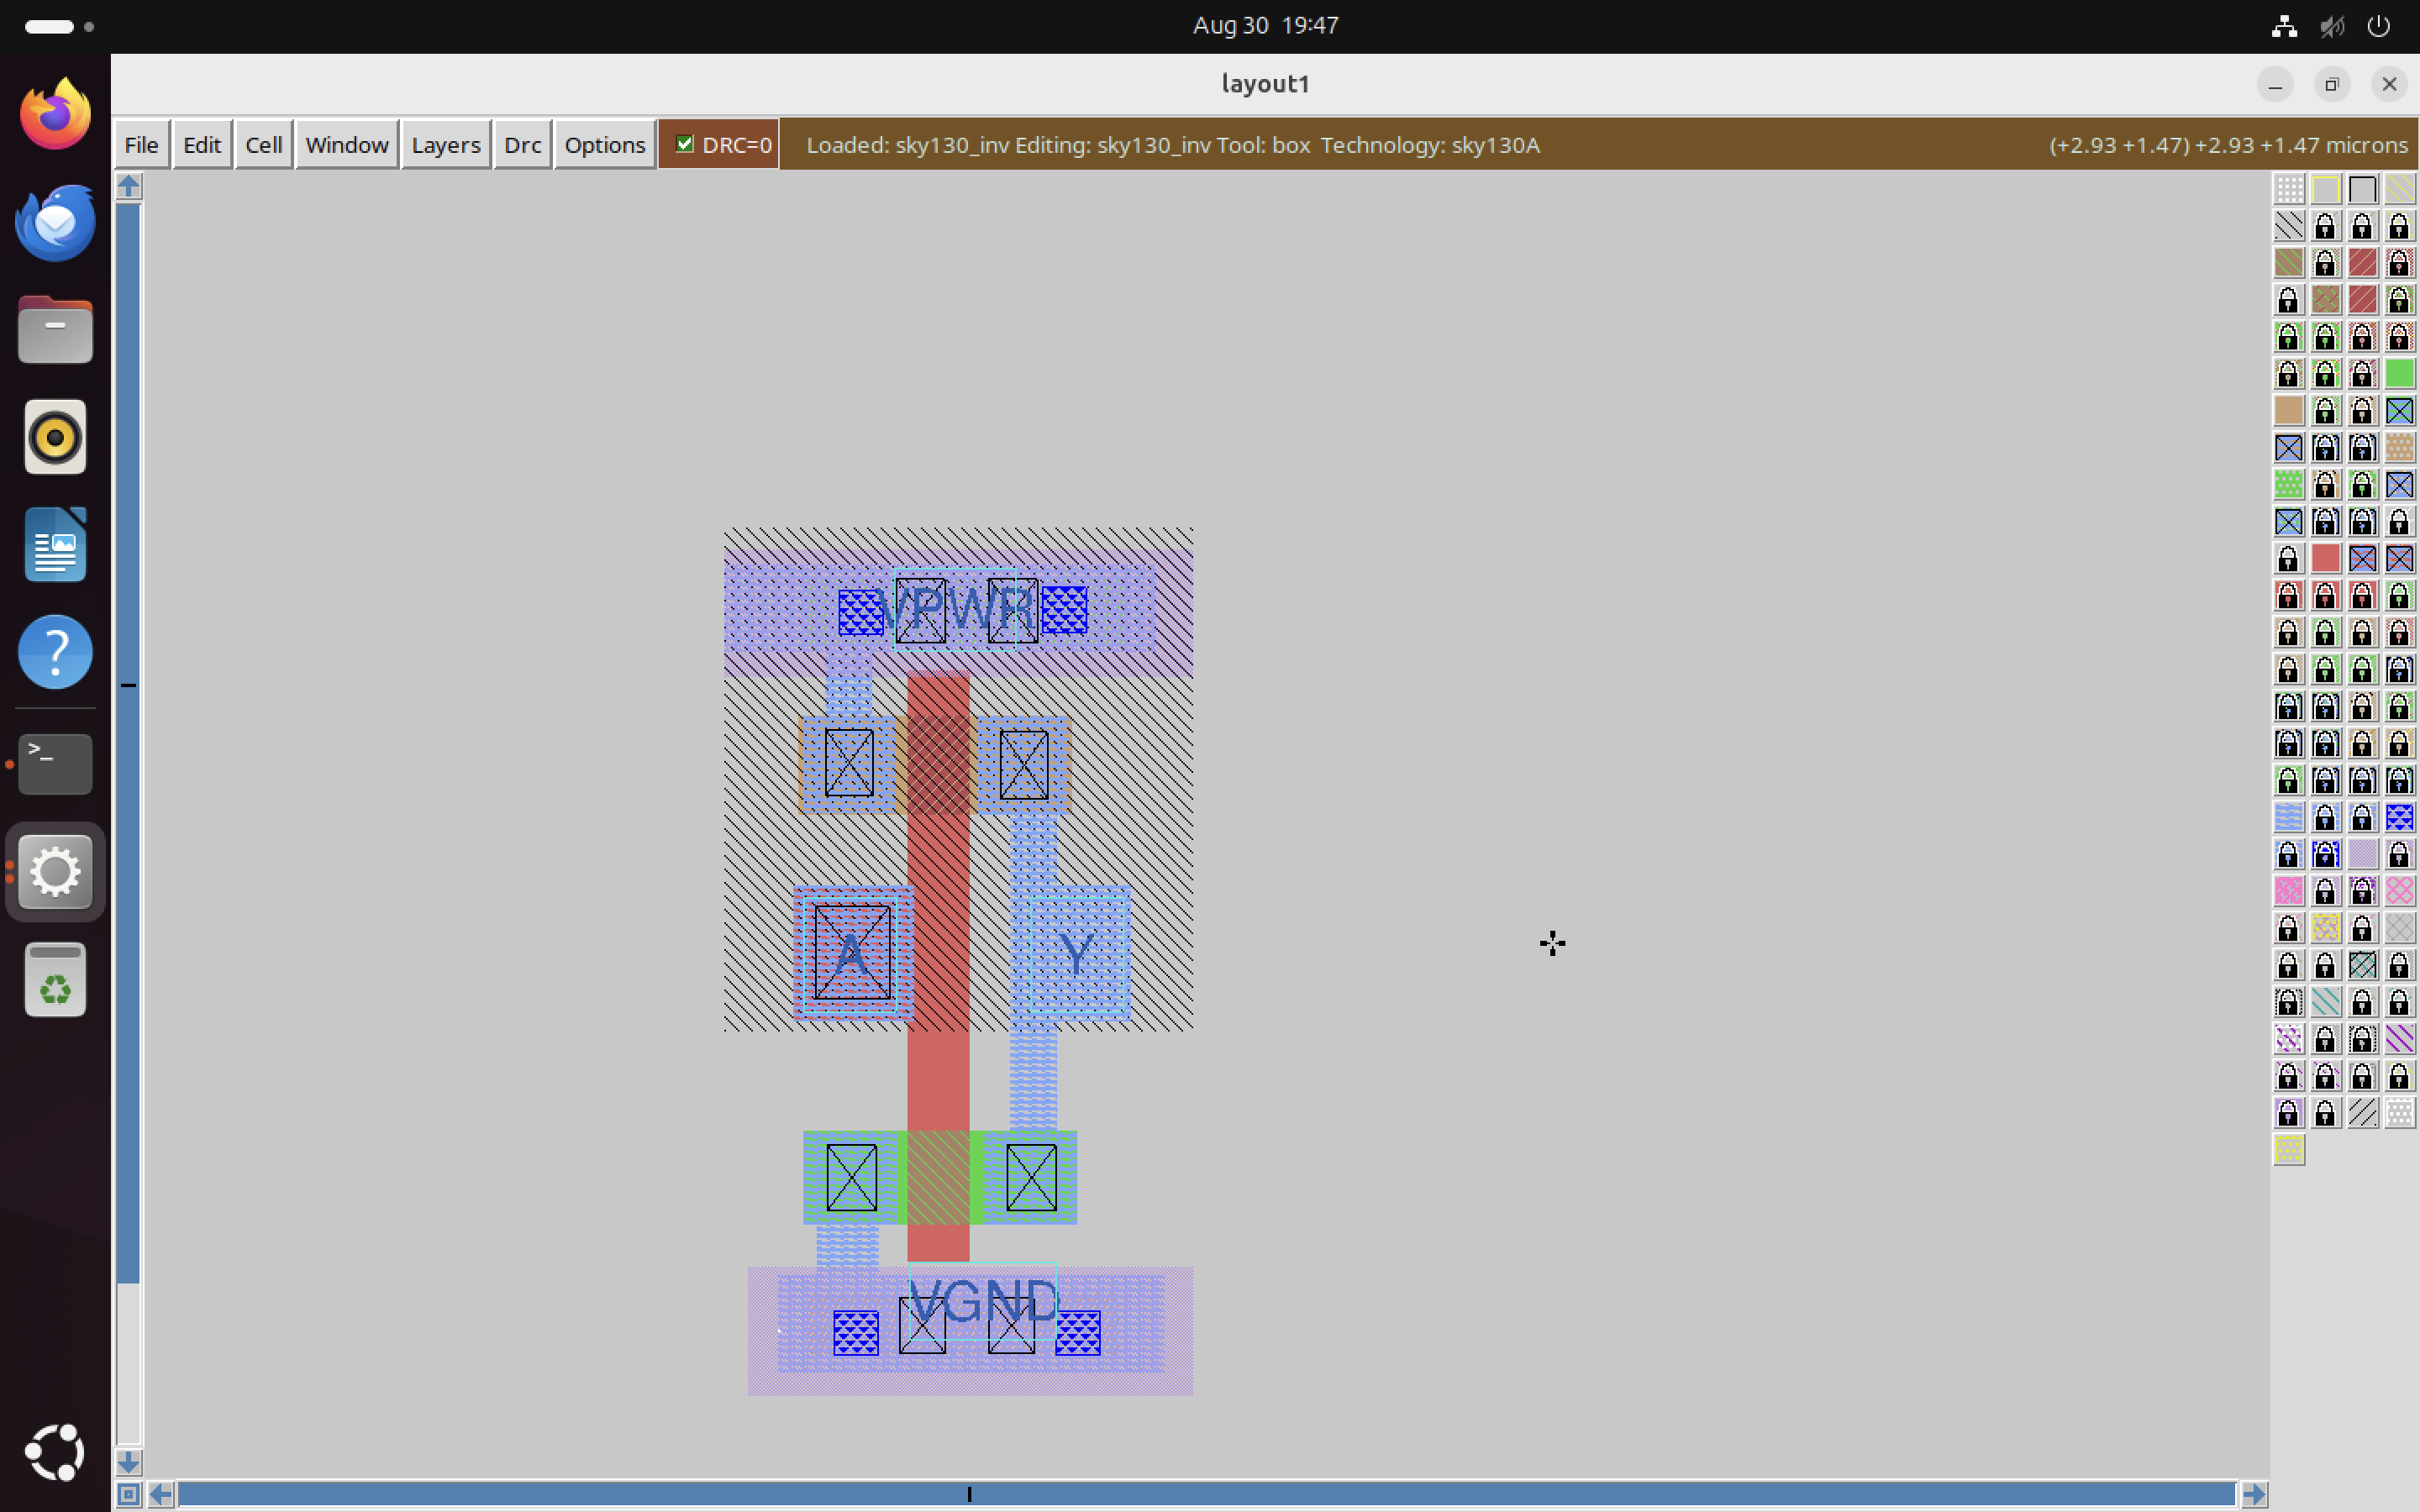 Aug 30 19:47
layout1
File Edit Cell Window Layers Drc Options DRC=0 Loaded: sky130_inv Editing: sky130_inv Tool: box Technology: sky130A (+2.93 +1.47) +2.93 +1.47 microns
VPWR
A Y
VGND